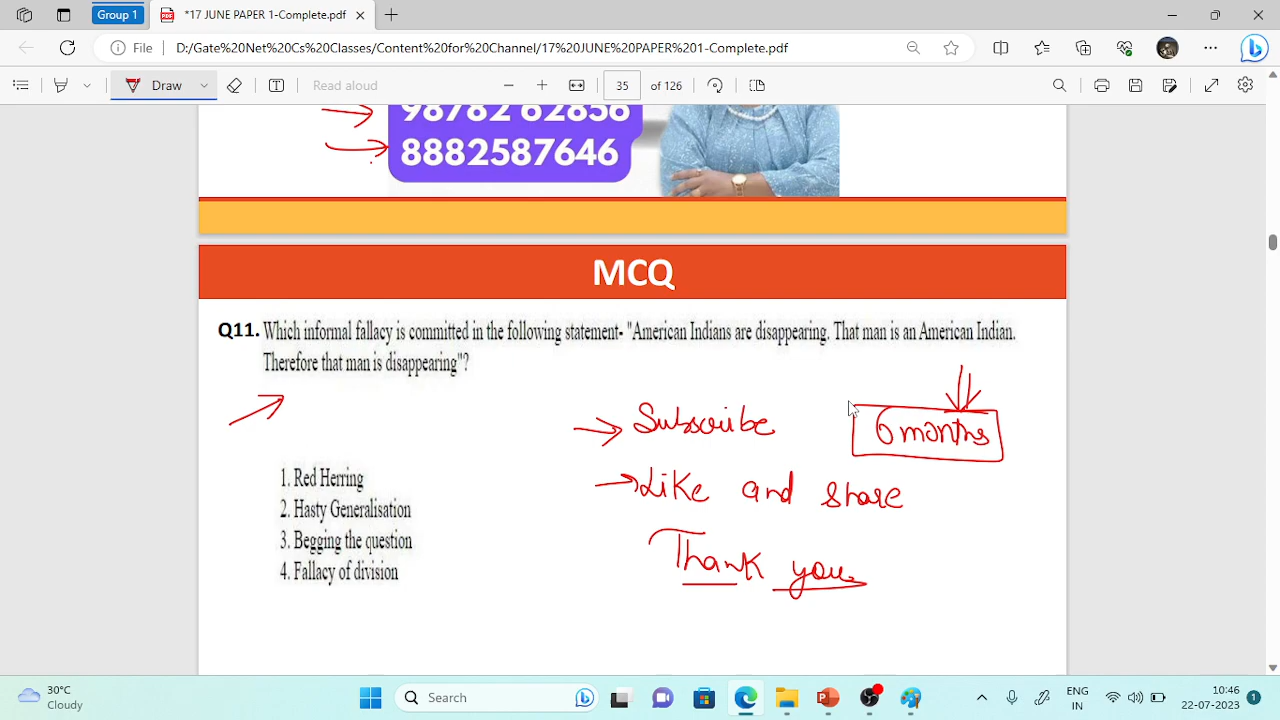 Group 1
*17 JUNE PAPER 1-Complete.pdf
File
D:/Gate%20Net%20Cs%20Classes/Content%20for%20Channel/17%20JUNE%20PAPER%201-Complete.pdf
Draw
Read aloud
35
of 126
98782 62856
8882587646
MCQ
Q11. Which informal fallacy is committed in the following statement- "American Indians are disappearing. That man is an American Indian.
Therefore that man is disappearing"?
Subscribe
6 months
1. Red Herring
Like and share
2. Hasty Generalisation
3. Begging the question
Thank you
4. Fallacy of division
30°C
Cloudy
Search
ENG
IN
10:46
22-07-2023
1